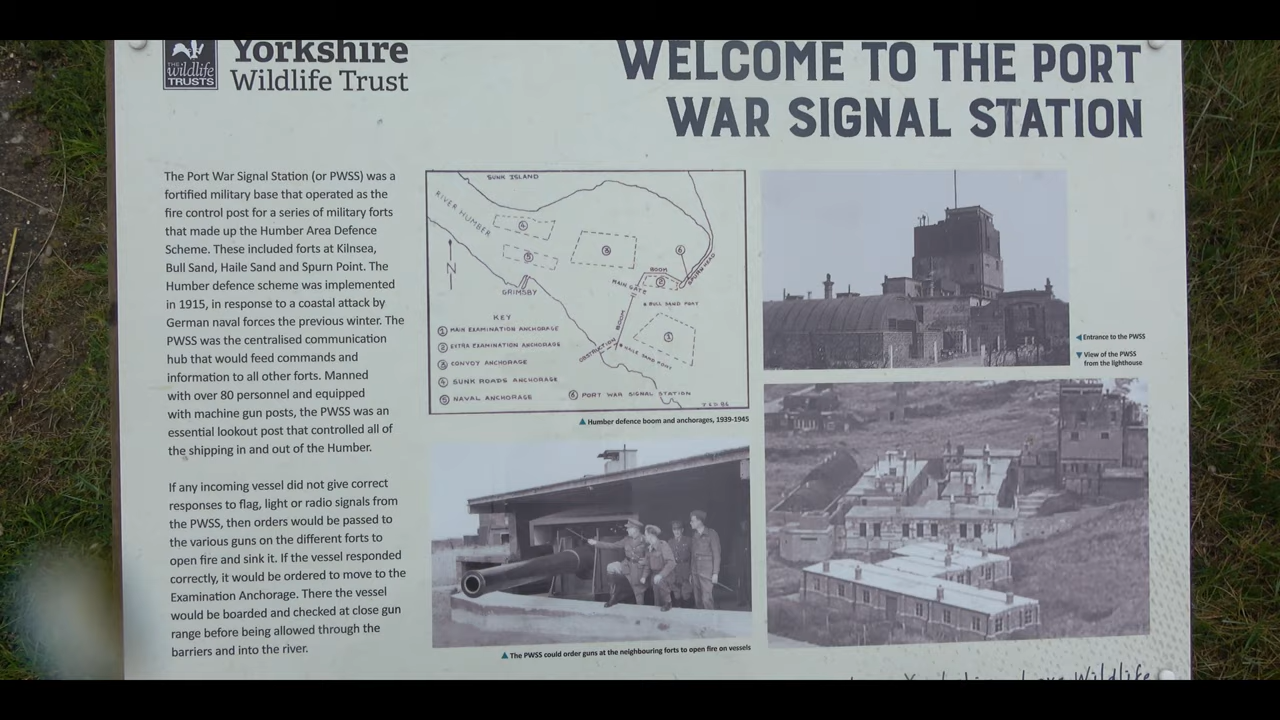 THE
wildlife
TRUSTS
Yorkshire
Wildlife Trust
WELCOME TO THE PORT
WAR SIGNAL STATION
The Port War Signal Station (or PWSS) was a
fortified military base that operated as the
fire control post for a series of military forts
that made up the Humber Area Defence
Scheme. These included forts at Kilnsea,
Bull Sand, Haile Sand and Spurn Point. The
Humber defence scheme was implemented
in 1915, in response to a coastal attack by
German naval forces the previous winter. The
PWSS was the centralised communication
hub that would feed commands and
information to all other forts. Manned
with over 80 personnel and equipped
with machine gun posts, the PWSS was an
essential lookout post that controlled all of
the shipping in and out of the Humber.
If any incoming vessel did not give correct
responses to flag, light or radio signals from
the PWSS, then orders would be passed to
the various guns on the different forts to
open fire and sink it. If the vessel responded
correctly, it would be ordered to move to the
Examination Anchorage. There the vessel
would be boarded and checked at close gun
range before being allowed through the
barriers and into the river.
SUNK ISLAND
RIVER HUMBER
4
5
3
6
N
GRIMSBY
BOOM
2
SPURN HEAD
MAIN GATE
BULL SAND FORT
BOOM
1
OBSTRUCTION
HAILE SAND FORT
KEY
1 MAIN EXAMINATION ANCHORAGE
2 EXTRA EXAMINATION ANCHORAGE
3 CONVOY ANCHORAGE
4 SUNK ROADS ANCHORAGE
5 NAVAL ANCHORAGE
6 PORT WAR SIGNAL STATION
▲ Humber defence boom and anchorages, 1939-1945
◀ Entrance to the PWSS
▼ View of the PWSS
from the lighthouse
▲ The PWSS could order guns at the neighbouring forts to open fire on vessels
Wildlife